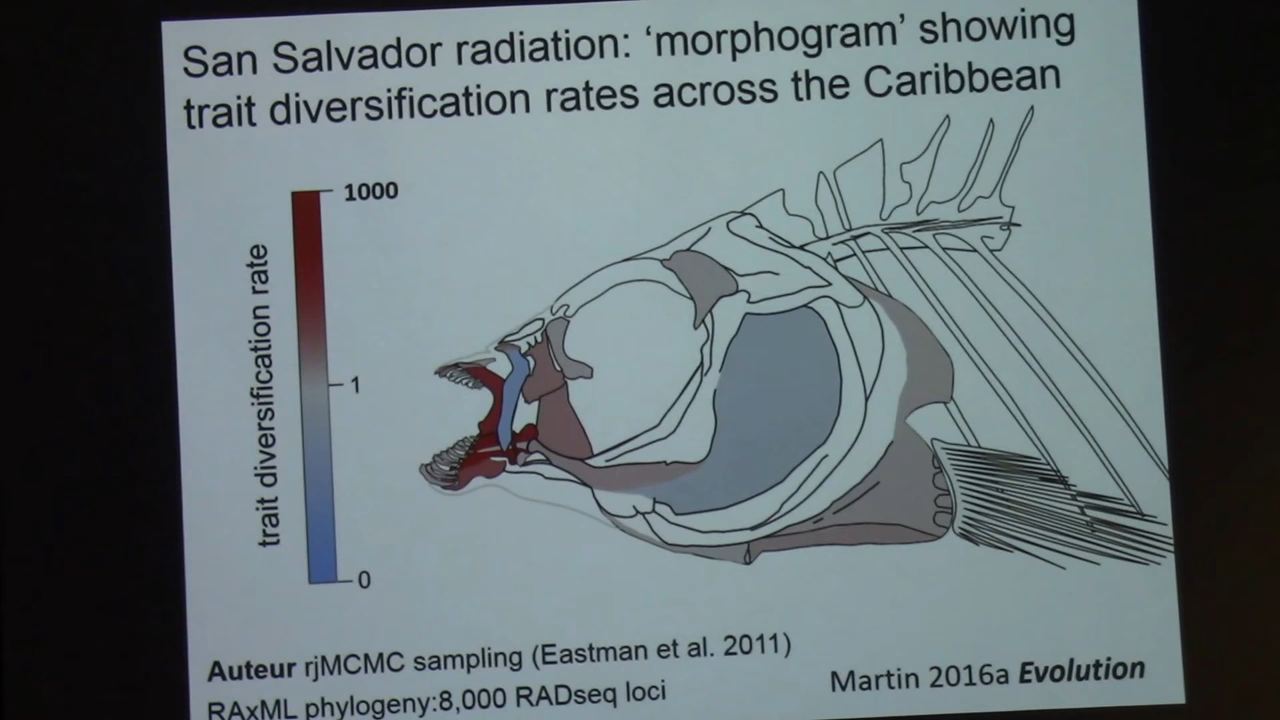 San Salvador radiation: ‘morphogram’ showing
trait diversification rates across the Caribbean
1000
trait diversification rate
1
0
Auteur rjMCMC sampling (Eastman et al. 2011)
RAxML phylogeny:8,000 RADseq loci
Martin 2016a Evolution